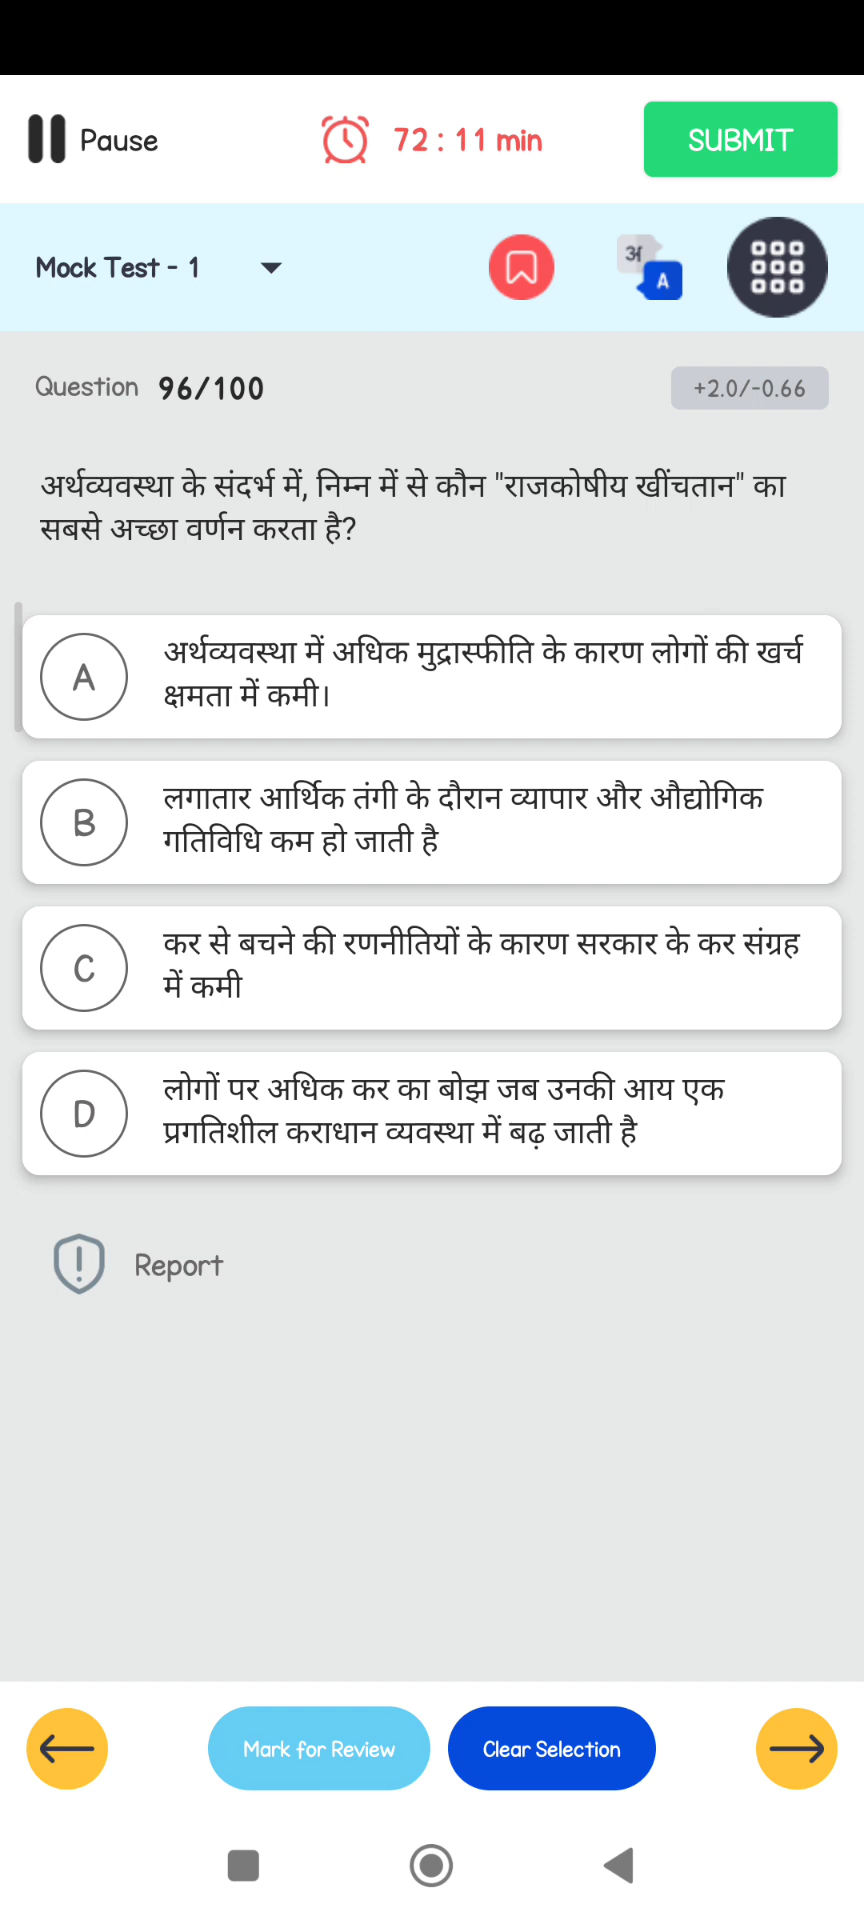 Pause
72 : 11 min
SUBMIT
Mock Test - 1
अ
A
Question 96/100
+2.0/-0.66
अर्थव्यवस्था के संदर्भ में, निम्न में से कौन "राजकोषीय खींचतान" का
सबसे अच्छा वर्णन करता है?
A
अर्थव्यवस्था में अधिक मुद्रास्फीति के कारण लोगों की खर्च
क्षमता में कमी।
B
लगातार आर्थिक तंगी के दौरान व्यापार और औद्योगिक
गतिविधि कम हो जाती है
C
कर से बचने की रणनीतियों के कारण सरकार के कर संग्रह
में कमी
D
लोगों पर अधिक कर का बोझ जब उनकी आय एक
प्रगतिशील कराधान व्यवस्था में बढ़ जाती है
Report
Mark for Review
Clear Selection